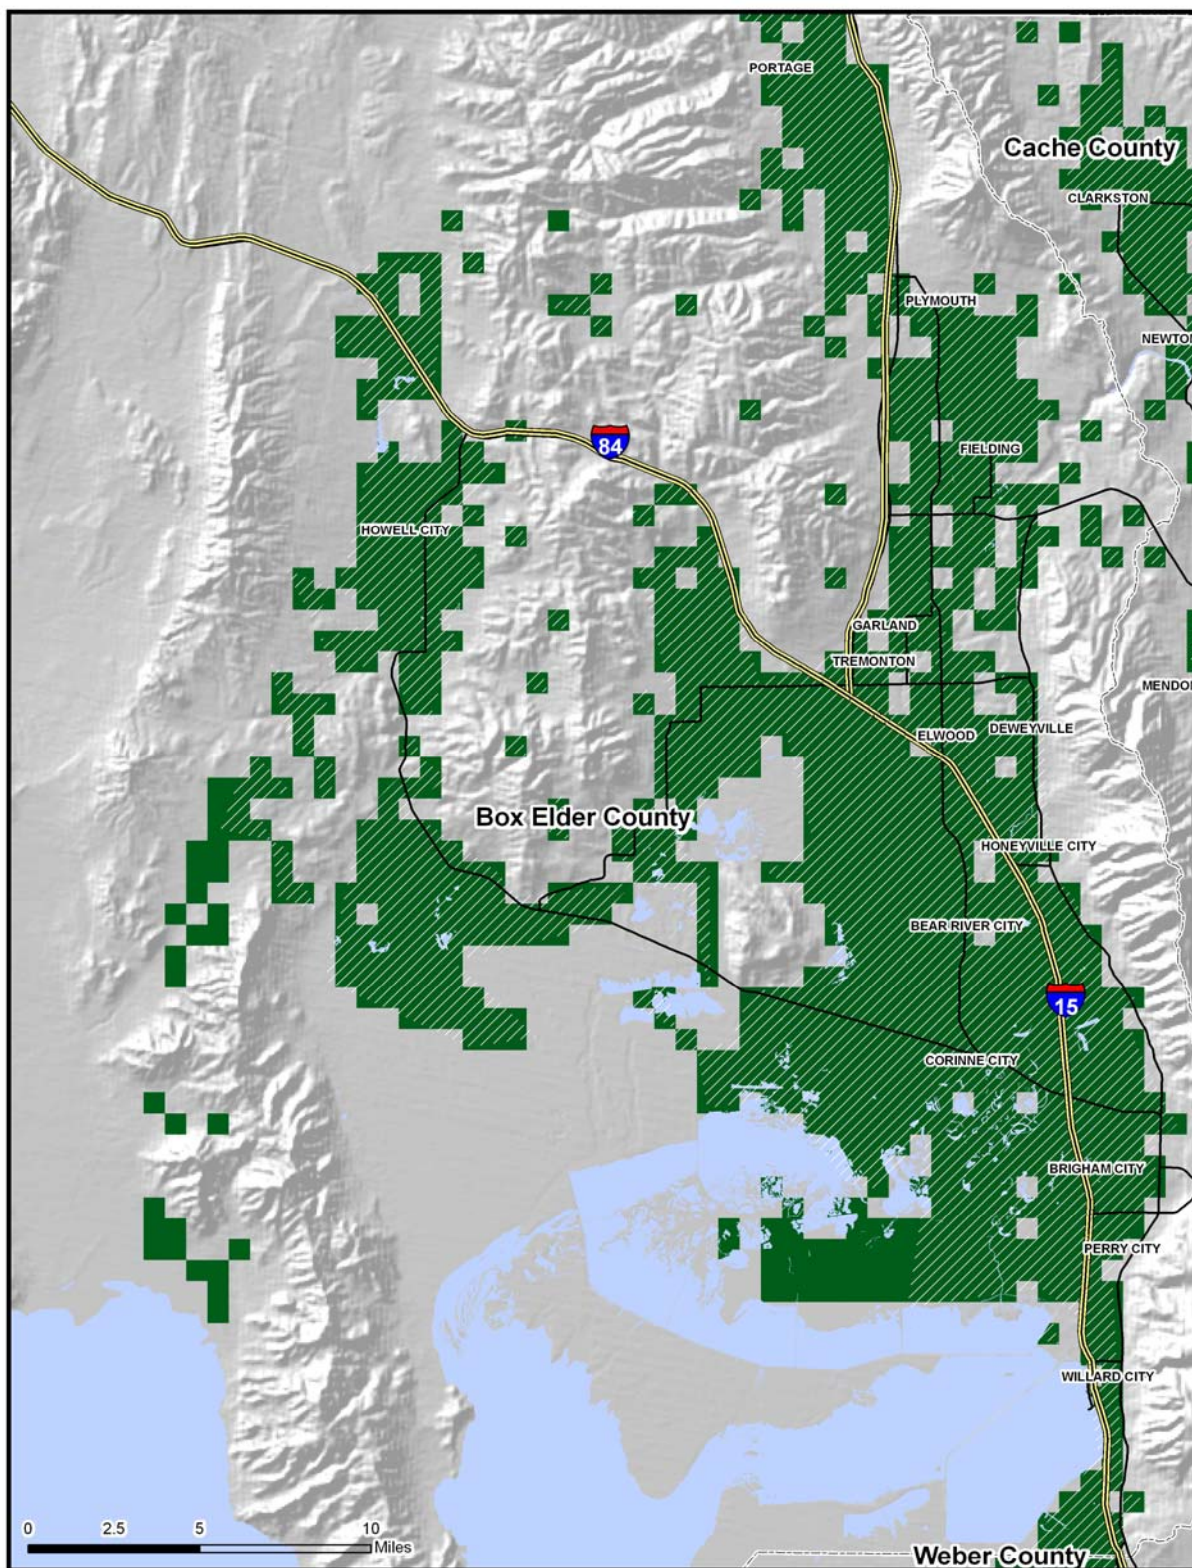 PORTAGE
Cache County
CLARKSTON
PLYMOUTH
NEWTON
84
FIELDING
HOWELL CITY
GARLAND
TREMONTON
MENDON
ELWOOD
DEWEYVILLE
Box Elder County
HONEYVILLE CITY
BEAR RIVER CITY
15
CORINNE CITY
BRIGHAM CITY
PERRY CITY
WILLARD CITY
0 2.5 5 10
Miles
Weber County